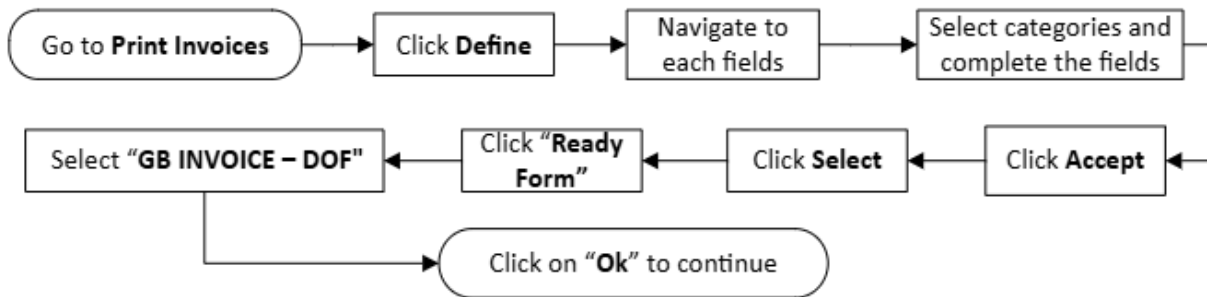 Go to Print Invoices
Click Define
Navigate to
each fields
Select categories and
complete the fields
Click Accept
Click Select
Click “Ready
Form”
Select “GB INVOICE – DOF"
Click on “Ok” to continue